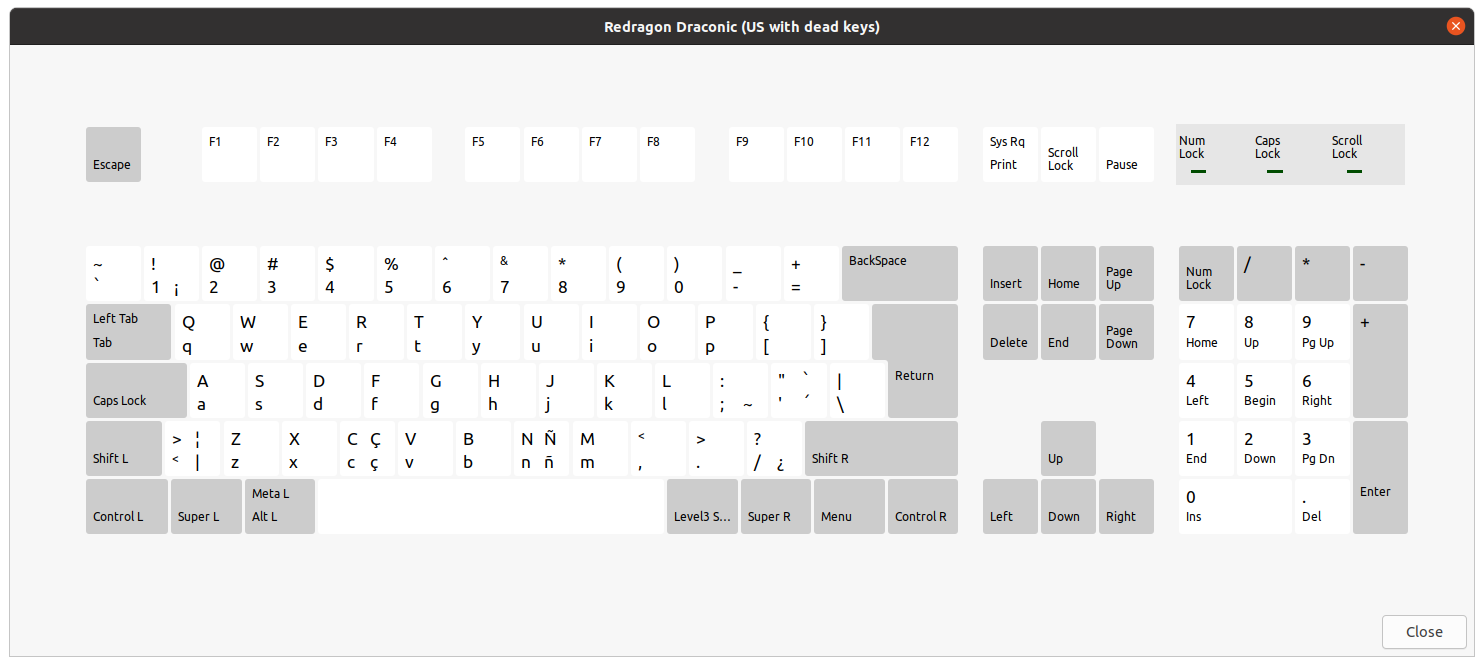 Redragon Draconic (US with dead keys)
Escape F1 F2 F3 F4 F5 F6 F7 F8 F9 F10 F11 F12 Sys Rq Print Scroll Lock Pause Num Lock Caps Lock Scroll Lock
~ ! @ # $ % ^ & * ( ) _ + BackSpace
` 1 ¡ 2 3 4 5 6 7 8 9 0 - =
Insert Home Page Up Num Lock / * -
Left Tab Q W E R T Y U I O P { }
Tab q w e r t y u i o p [ ]
Delete End Page Down 7 Home 8 Up 9 Pg Up +
Caps Lock A S D F G H J K L : " ` |
a s d f g h j k l ; ~ ' ´ \ Return
4 Left 5 Begin 6 Right
Shift L > ¦ Z X C Ç V B N Ñ M < > ? Shift R
< | z x c ç v b n ñ m , . / ¿
Up 1 End 2 Down 3 Pg Dn Enter
Control L Super L Meta L Alt L Level3 S... Super R Menu Control R
Left Down Right 0 Ins . Del
Close